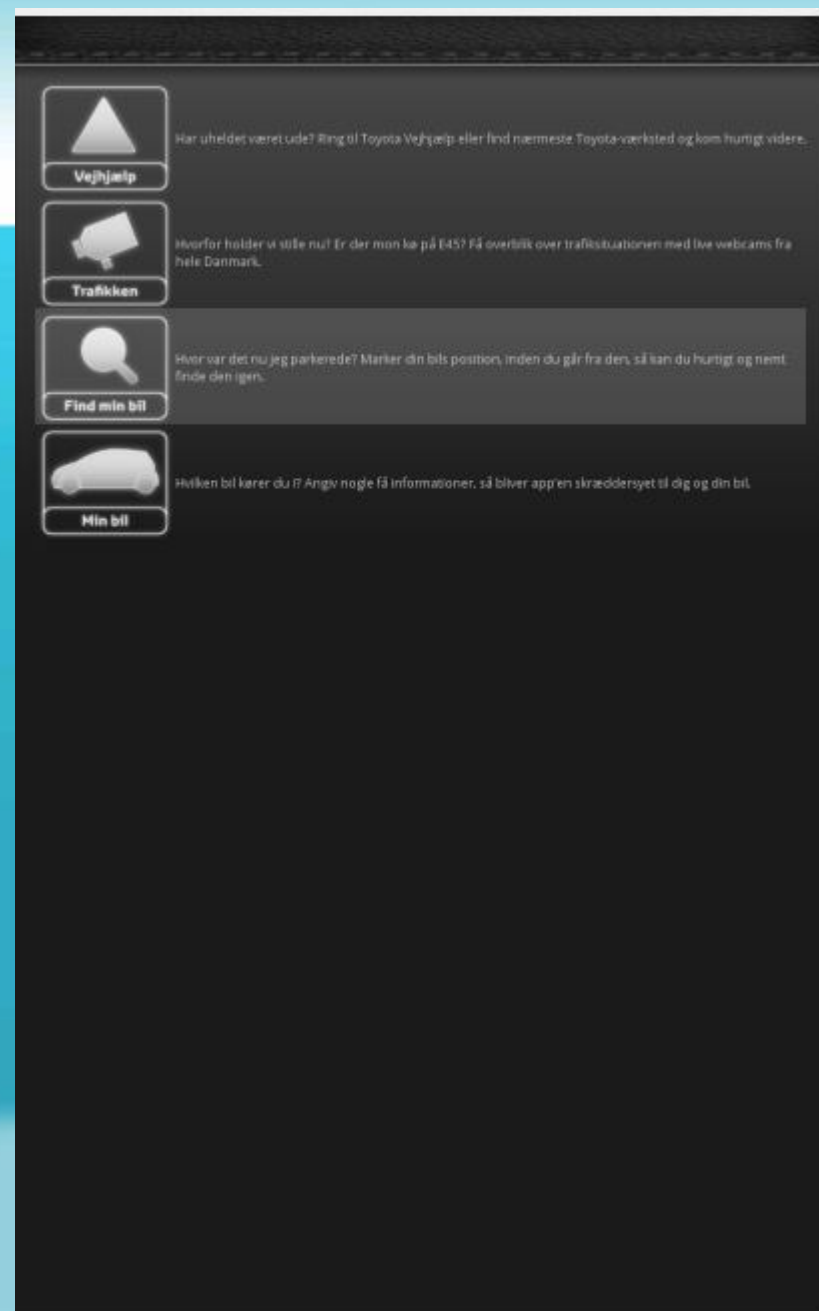 Har uheldet været ude? Ring til Toyota Vejhjælp eller find nærmeste Toyota-værksted og kom hurtigt videre.
Vejhjælp
Hvorfor holder vi stille nu? Er der mon kø på E45? Få overblik over trafiksituationen med live webcams fra
hele Danmark.
Trafikken
Hvor var det nu jeg parkerede? Marker din bils position, inden du går fra den, så kan du hurtigt og nemt
finde den igen.
Find min bil
Hvilken bil kører du i? Angiv nogle få informationer, så bliver app'en skræddersyet til dig og din bil.
Min bil